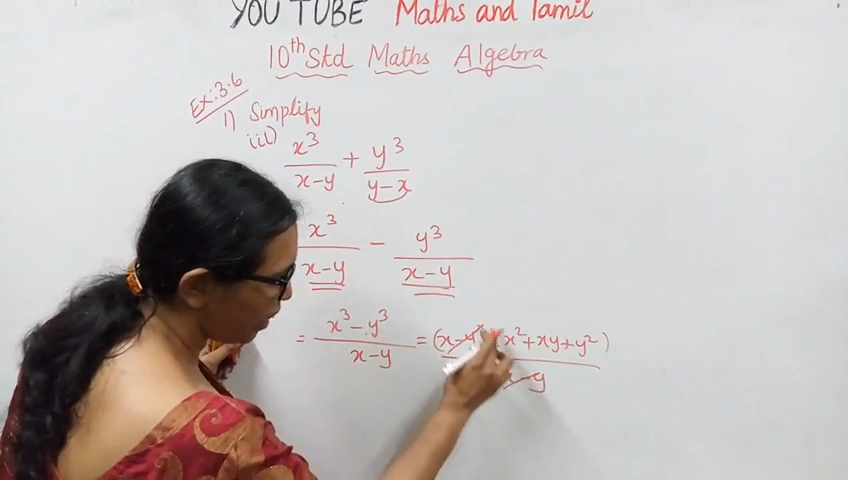 YOU TUBE Maths and Tamil
10th Std Maths Algebra
Ex:3.6
1) Simplify
iii) x³/(x-y) + y³/(y-x)
x³/(x-y) - y³/(x-y)
= (x³-y³)/(x-y) = (x-y)(x²+xy+y²)/(x-y)